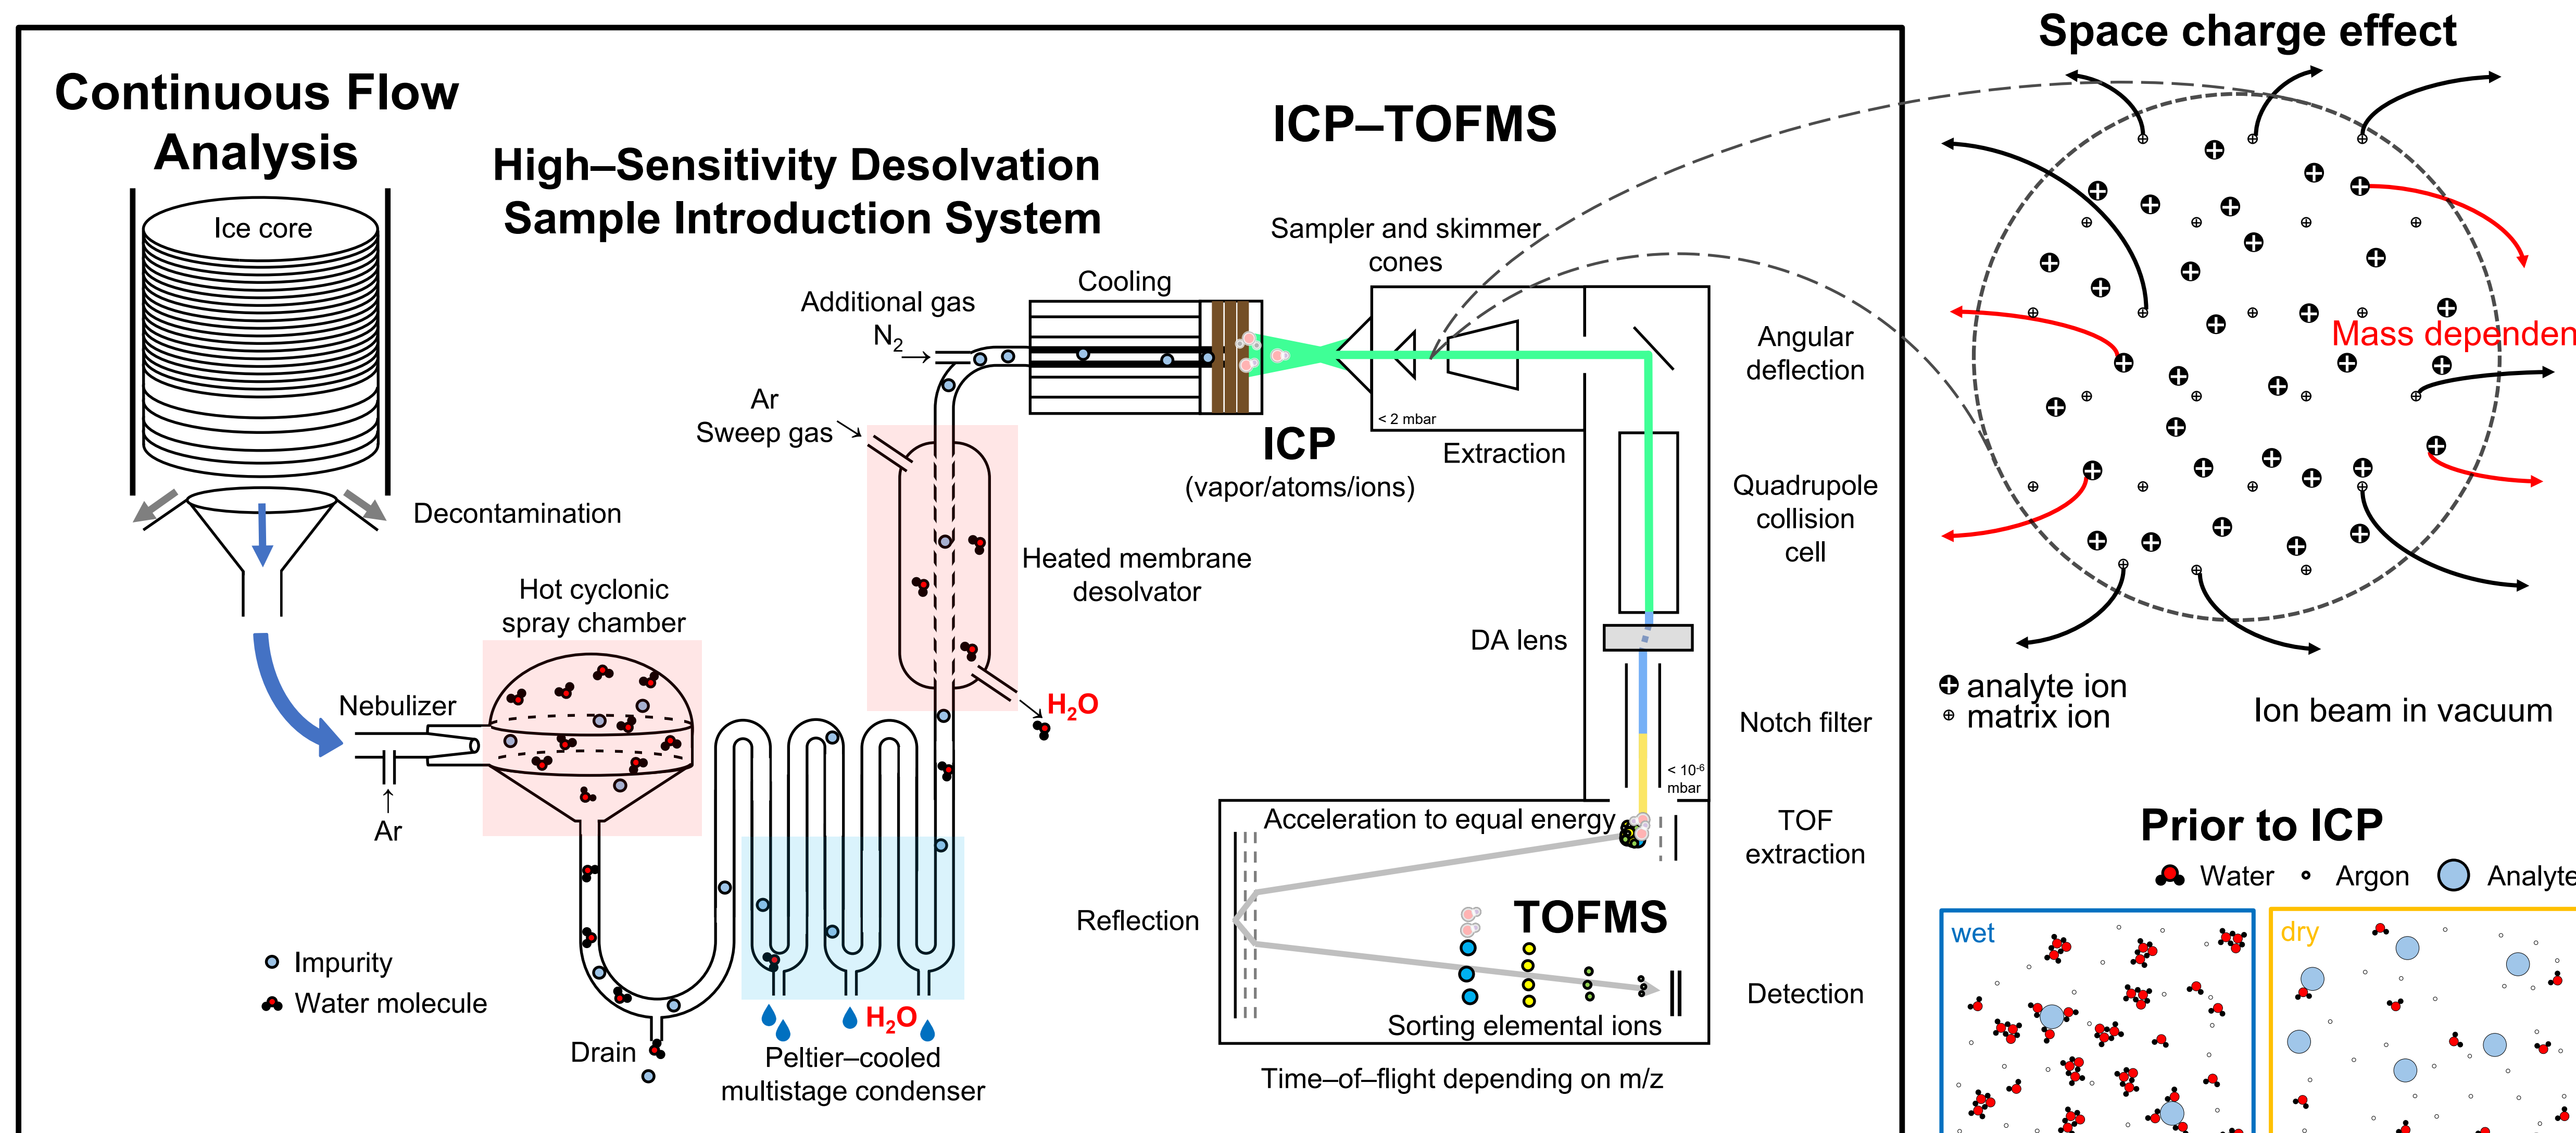 Continuous Flow
Analysis
Ice core
Decontamination
High–Sensitivity Desolvation
Sample Introduction System
Hot cyclonic
spray chamber
Nebulizer
Ar
Impurity
Water molecule
Drain
H₂O
Peltier–cooled
multistage condenser
Additional gas
N₂
Ar
Sweep gas
Heated membrane
desolvator
H₂O
Cooling
ICP–TOFMS
Sampler and skimmer
cones
< 2 mbar
ICP
(vapor/atoms/ions)
Extraction
Angular
deflection
Quadrupole
collision
cell
DA lens
Notch filter
< 10⁻⁶
mbar
Acceleration to equal energy
TOF
extraction
Reflection
TOFMS
Detection
Sorting elemental ions
Time–of–flight depending on m/z
Space charge effect
Mass dependen
analyte ion
matrix ion
Ion beam in vacuum
Prior to ICP
Water
Argon
Analyte
wet
dry